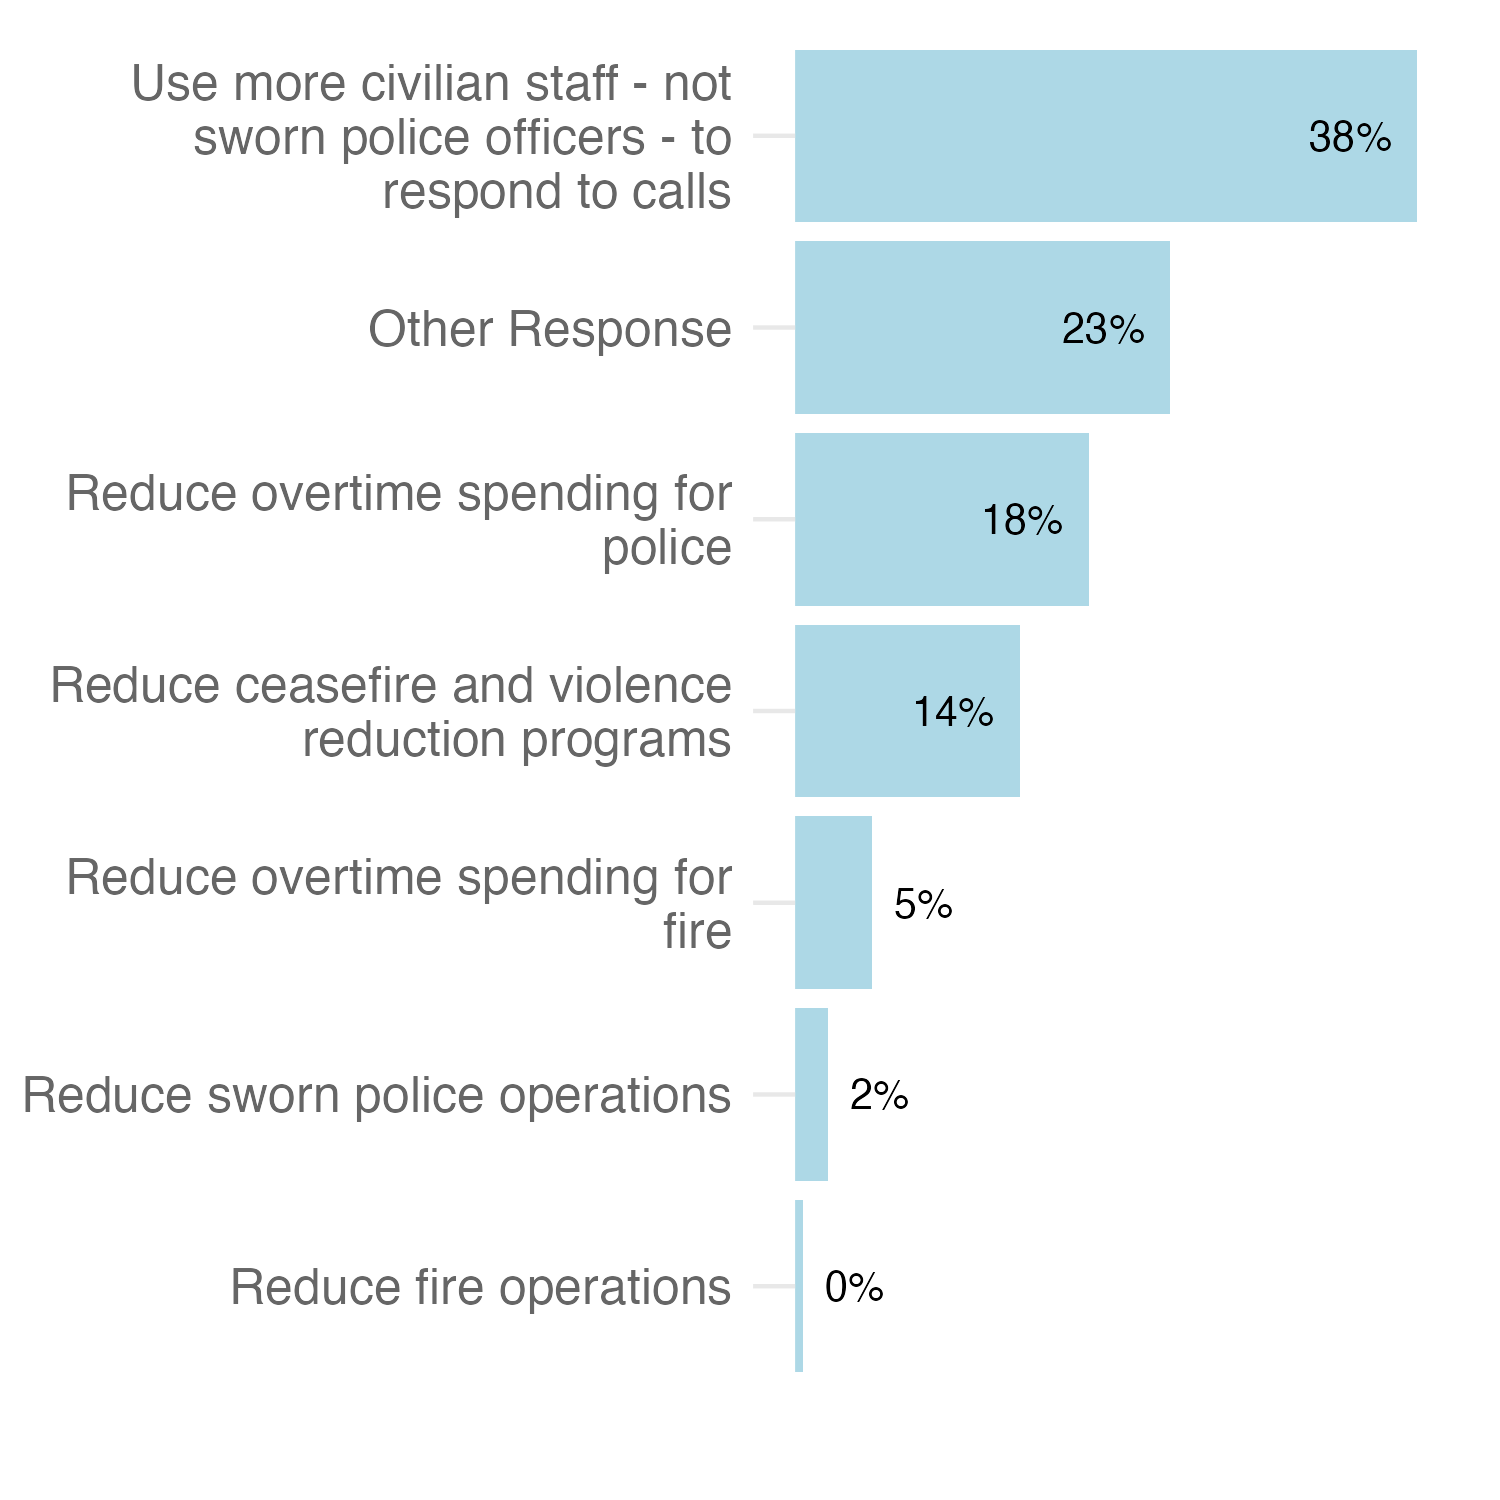 Use more civilian staff - not
sworn police officers - to
respond to calls
38%
Other Response
23%
Reduce overtime spending for
police
18%
Reduce ceasefire and violence
reduction programs
14%
Reduce overtime spending for
fire
5%
Reduce sworn police operations
2%
Reduce fire operations
0%